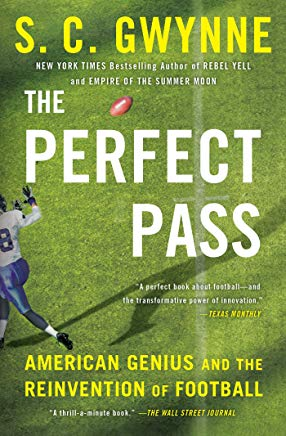 S. C. GWYNNE
NEW YORK TIMES Bestselling Author of REBEL YELL
and EMPIRE OF THE SUMMER MOON
THE
PERFECT
PASS
8
"A perfect book about football—and
the transformative power of innovation."
—TEXAS MONTHLY
AMERICAN GENIUS AND THE
REINVENTION OF FOOTBALL
"A thrill-a-minute book." —THE WALL STREET JOURNAL